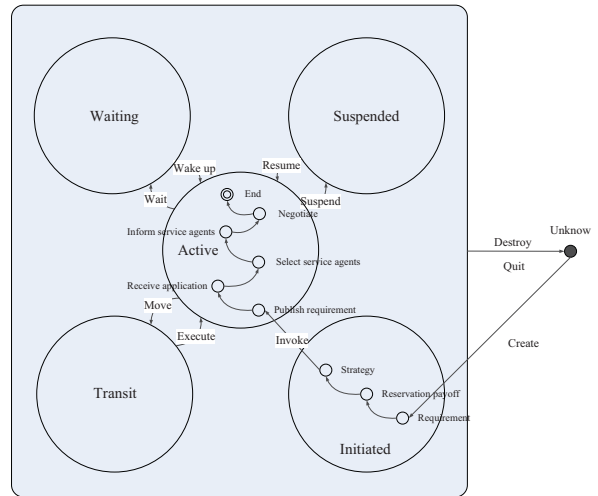 Waiting
Suspended
Wake up
Resume
Wait
Suspend
End
Negotiate
Inform service agents
Active
Select service agents
Receive application
Publish requirement
Move
Execute
Invoke
Unknow
Destroy
Quit
Create
Transit
Strategy
Reservation payoff
Requirement
Initiated